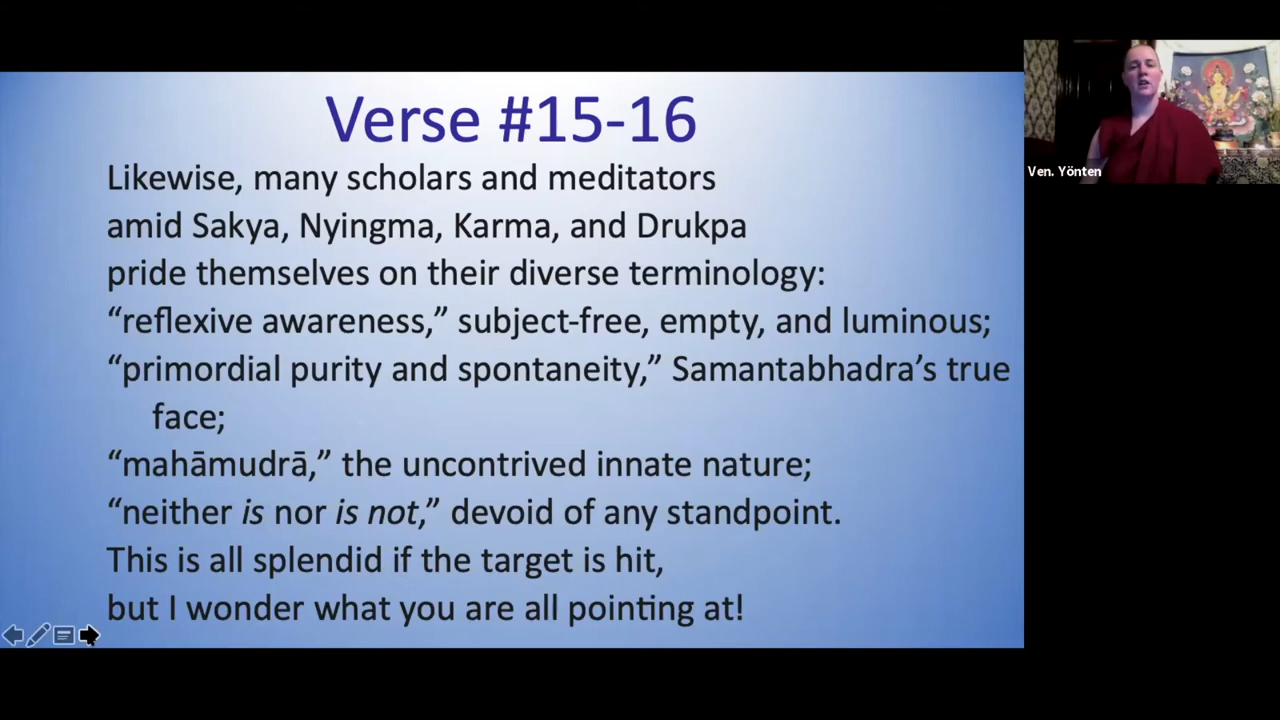 Verse #15-16
Likewise, many scholars and meditators
amid Sakya, Nyingma, Karma, and Drukpa
pride themselves on their diverse terminology:
“reflexive awareness,” subject-free, empty, and luminous;
“primordial purity and spontaneity,” Samantabhadra’s true
face;
“mahāmudrā,” the uncontrived innate nature;
“neither is nor is not,” devoid of any standpoint.
This is all splendid if the target is hit,
but I wonder what you are all pointing at!
Ven. Yönten